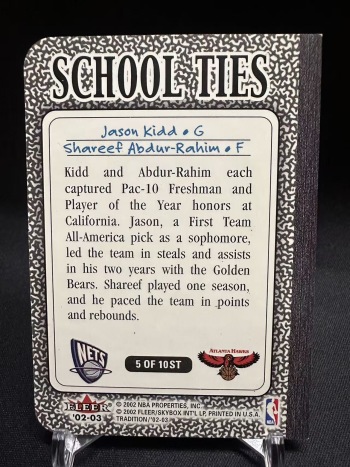 SCHOOL TIES
Jason Kidd • G
Shareef Abdur-Rahim • F
Kidd and Abdur-Rahim each
captured Pac-10 Freshman and
Player of the Year honors at
California. Jason, a First Team
All-America pick as a sophomore,
led the team in steals and assists
in his two years with the Golden
Bears. Shareef played one season,
and he paced the team in points
and rebounds.
NETS
5 OF 10ST
ATLANTA HAWKS
FLEER
'02-03
© 2002 NBA PROPERTIES, INC.
© 2002 FLEER/SKYBOX INT'L LP, PRINTED IN U.S.A.
TRADITION/'02-03